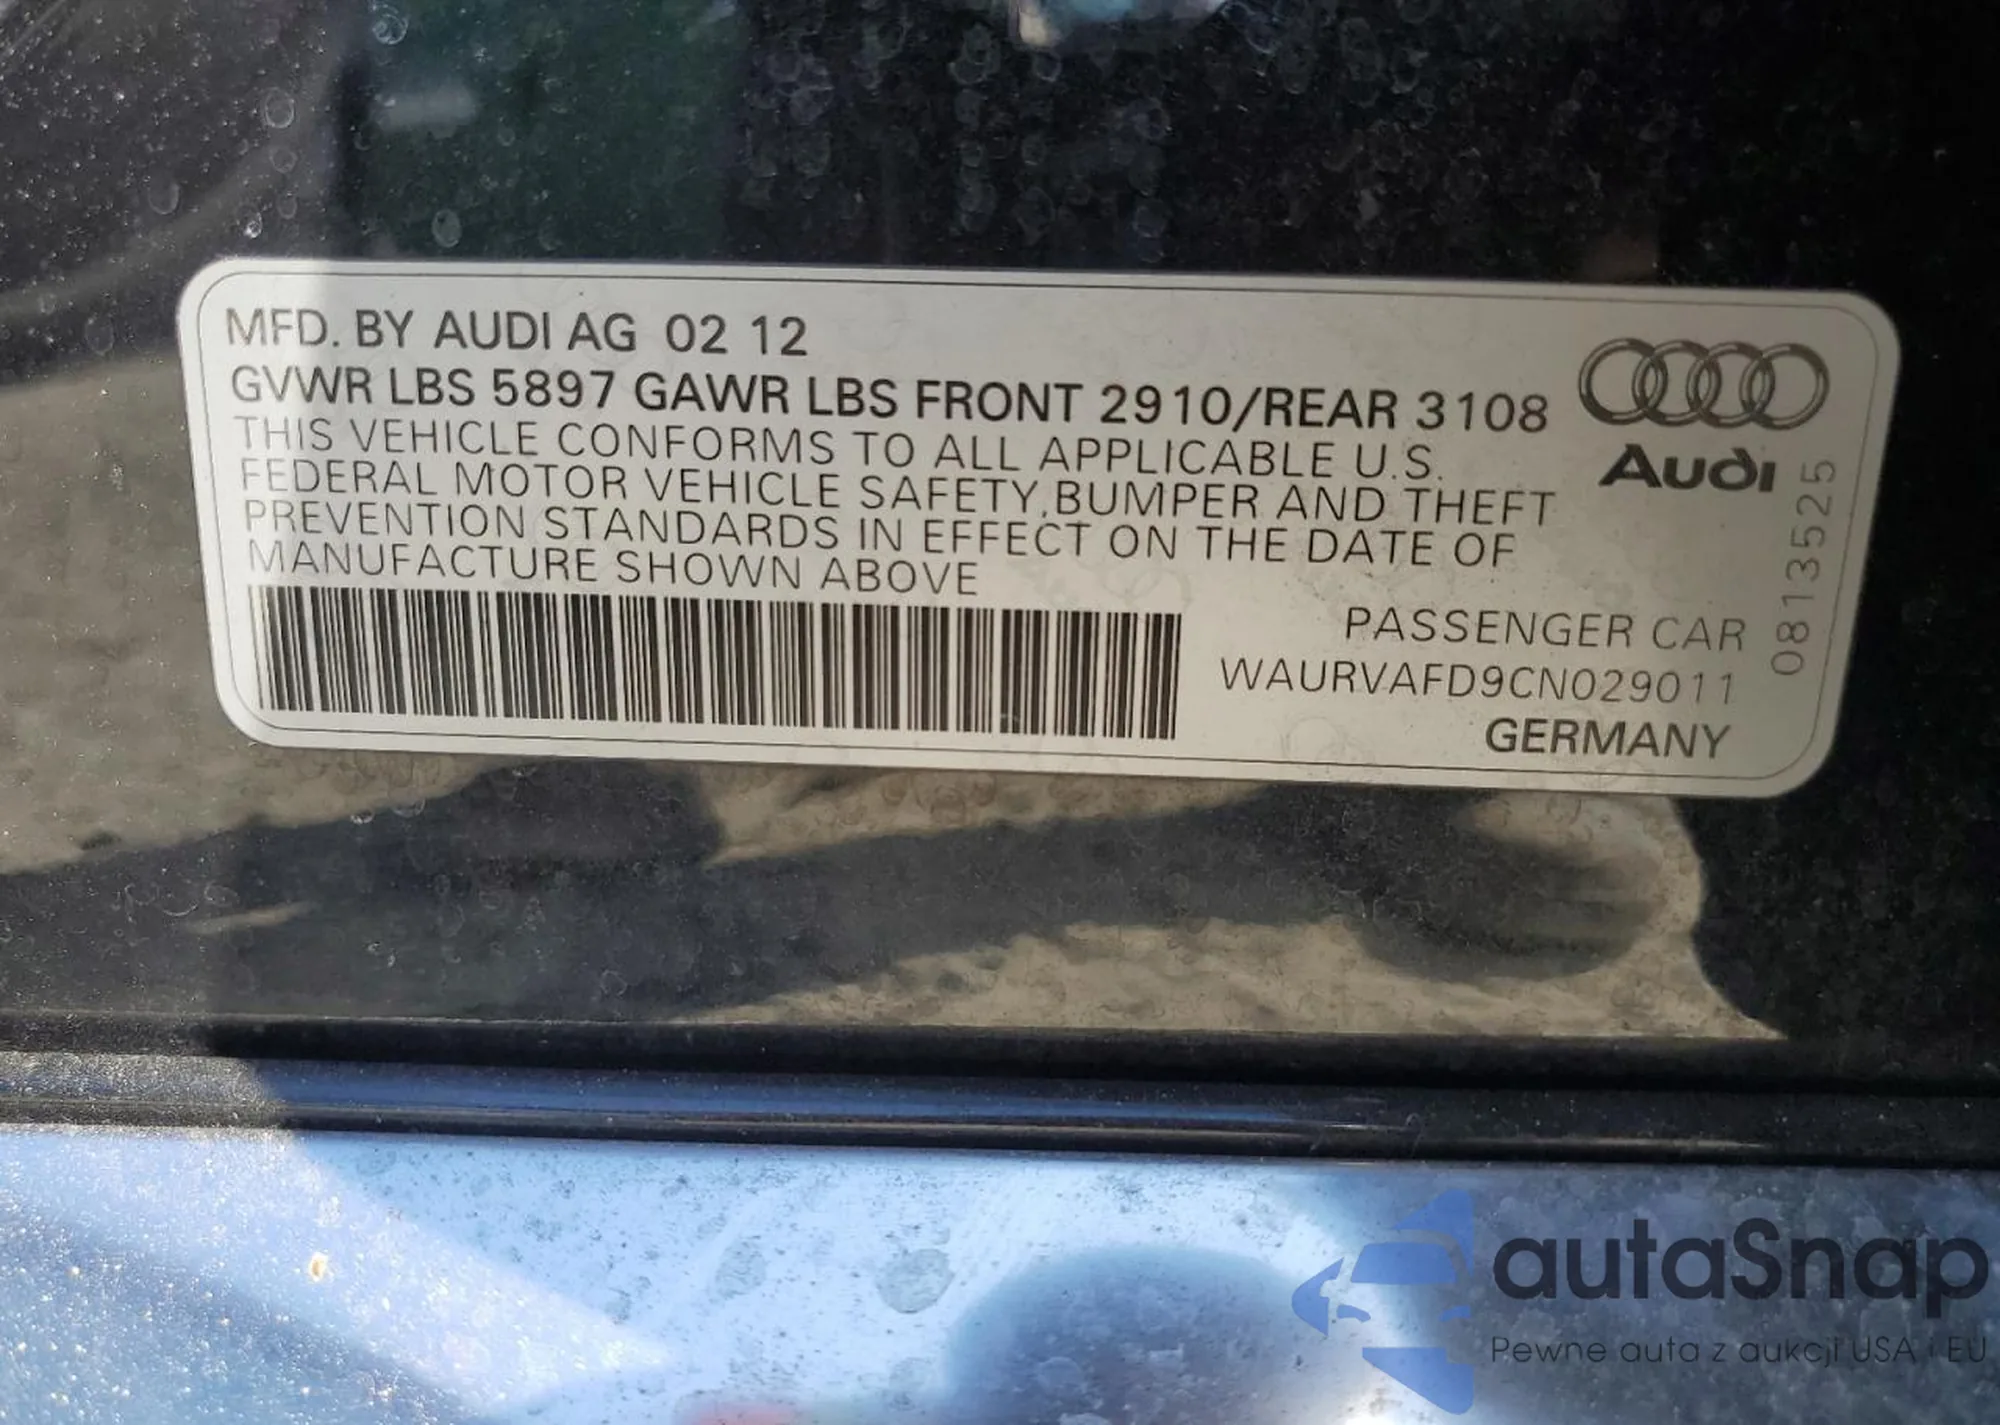 MFD. BY AUDI AG 02 12
GVWR LBS 5897 GAWR LBS FRONT 2910/REAR 3108
THIS VEHICLE CONFORMS TO ALL APPLICABLE U.S.
FEDERAL MOTOR VEHICLE SAFETY,BUMPER AND THEFT
PREVENTION STANDARDS IN EFFECT ON THE DATE OF
MANUFACTURE SHOWN ABOVE
Audi
0813525
PASSENGER CAR
WAURVAFD9CN029011
GERMANY
autaSnap
Pewne auta z aukcji USA i EU